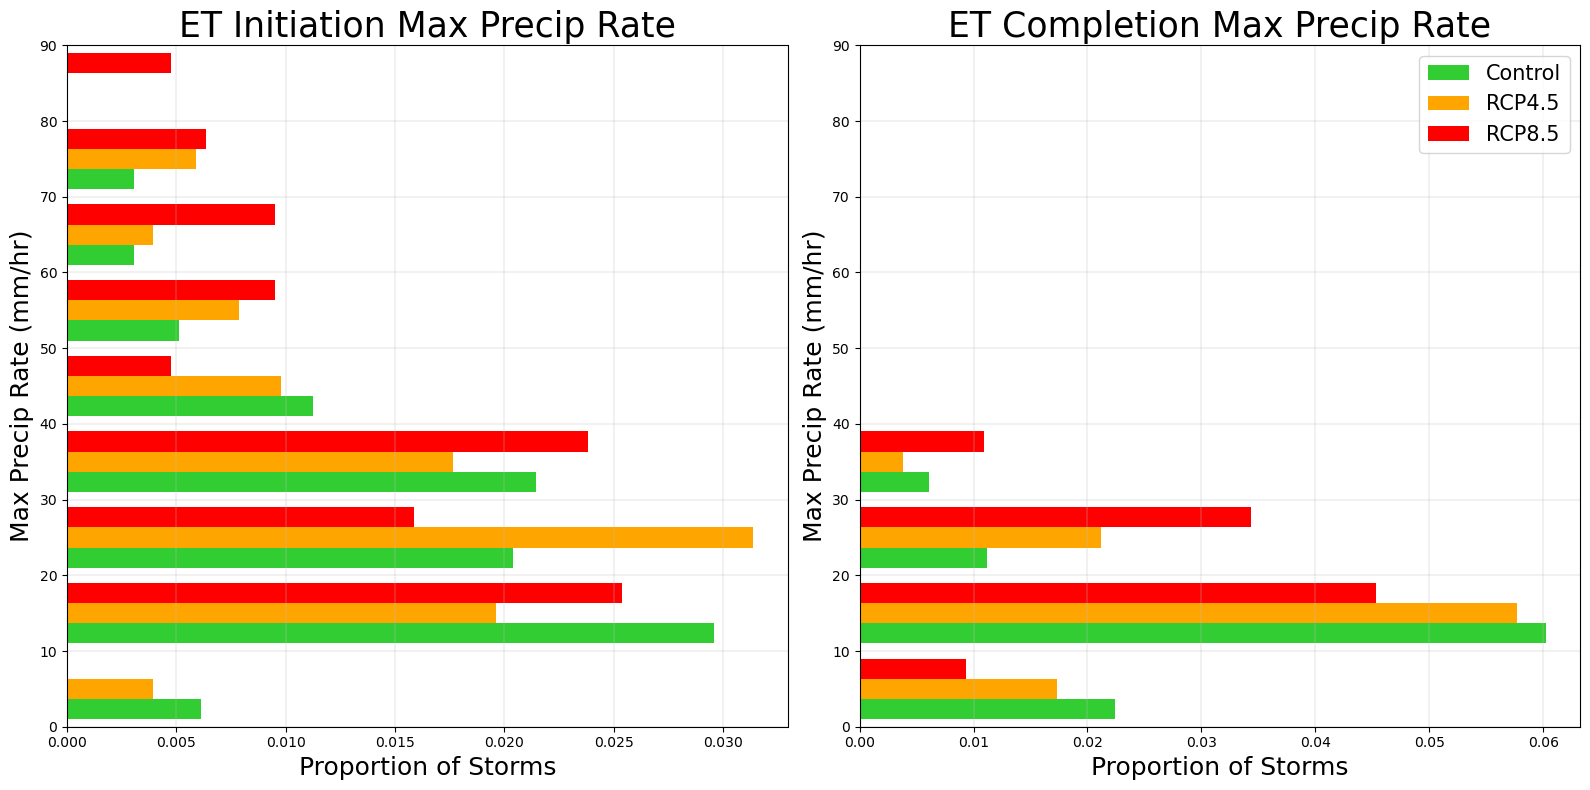 ET Initiation Max Precip Rate
90
80
70
60
50
40
30
20
10
0
Max Precip Rate (mm/hr)
0.000 0.005 0.010 0.015 0.020 0.025 0.030
Proportion of Storms
ET Completion Max Precip Rate
Control
RCP4.5
RCP8.5
90
80
70
60
50
40
30
20
10
0
Max Precip Rate (mm/hr)
0.00 0.01 0.02 0.03 0.04 0.05 0.06
Proportion of Storms